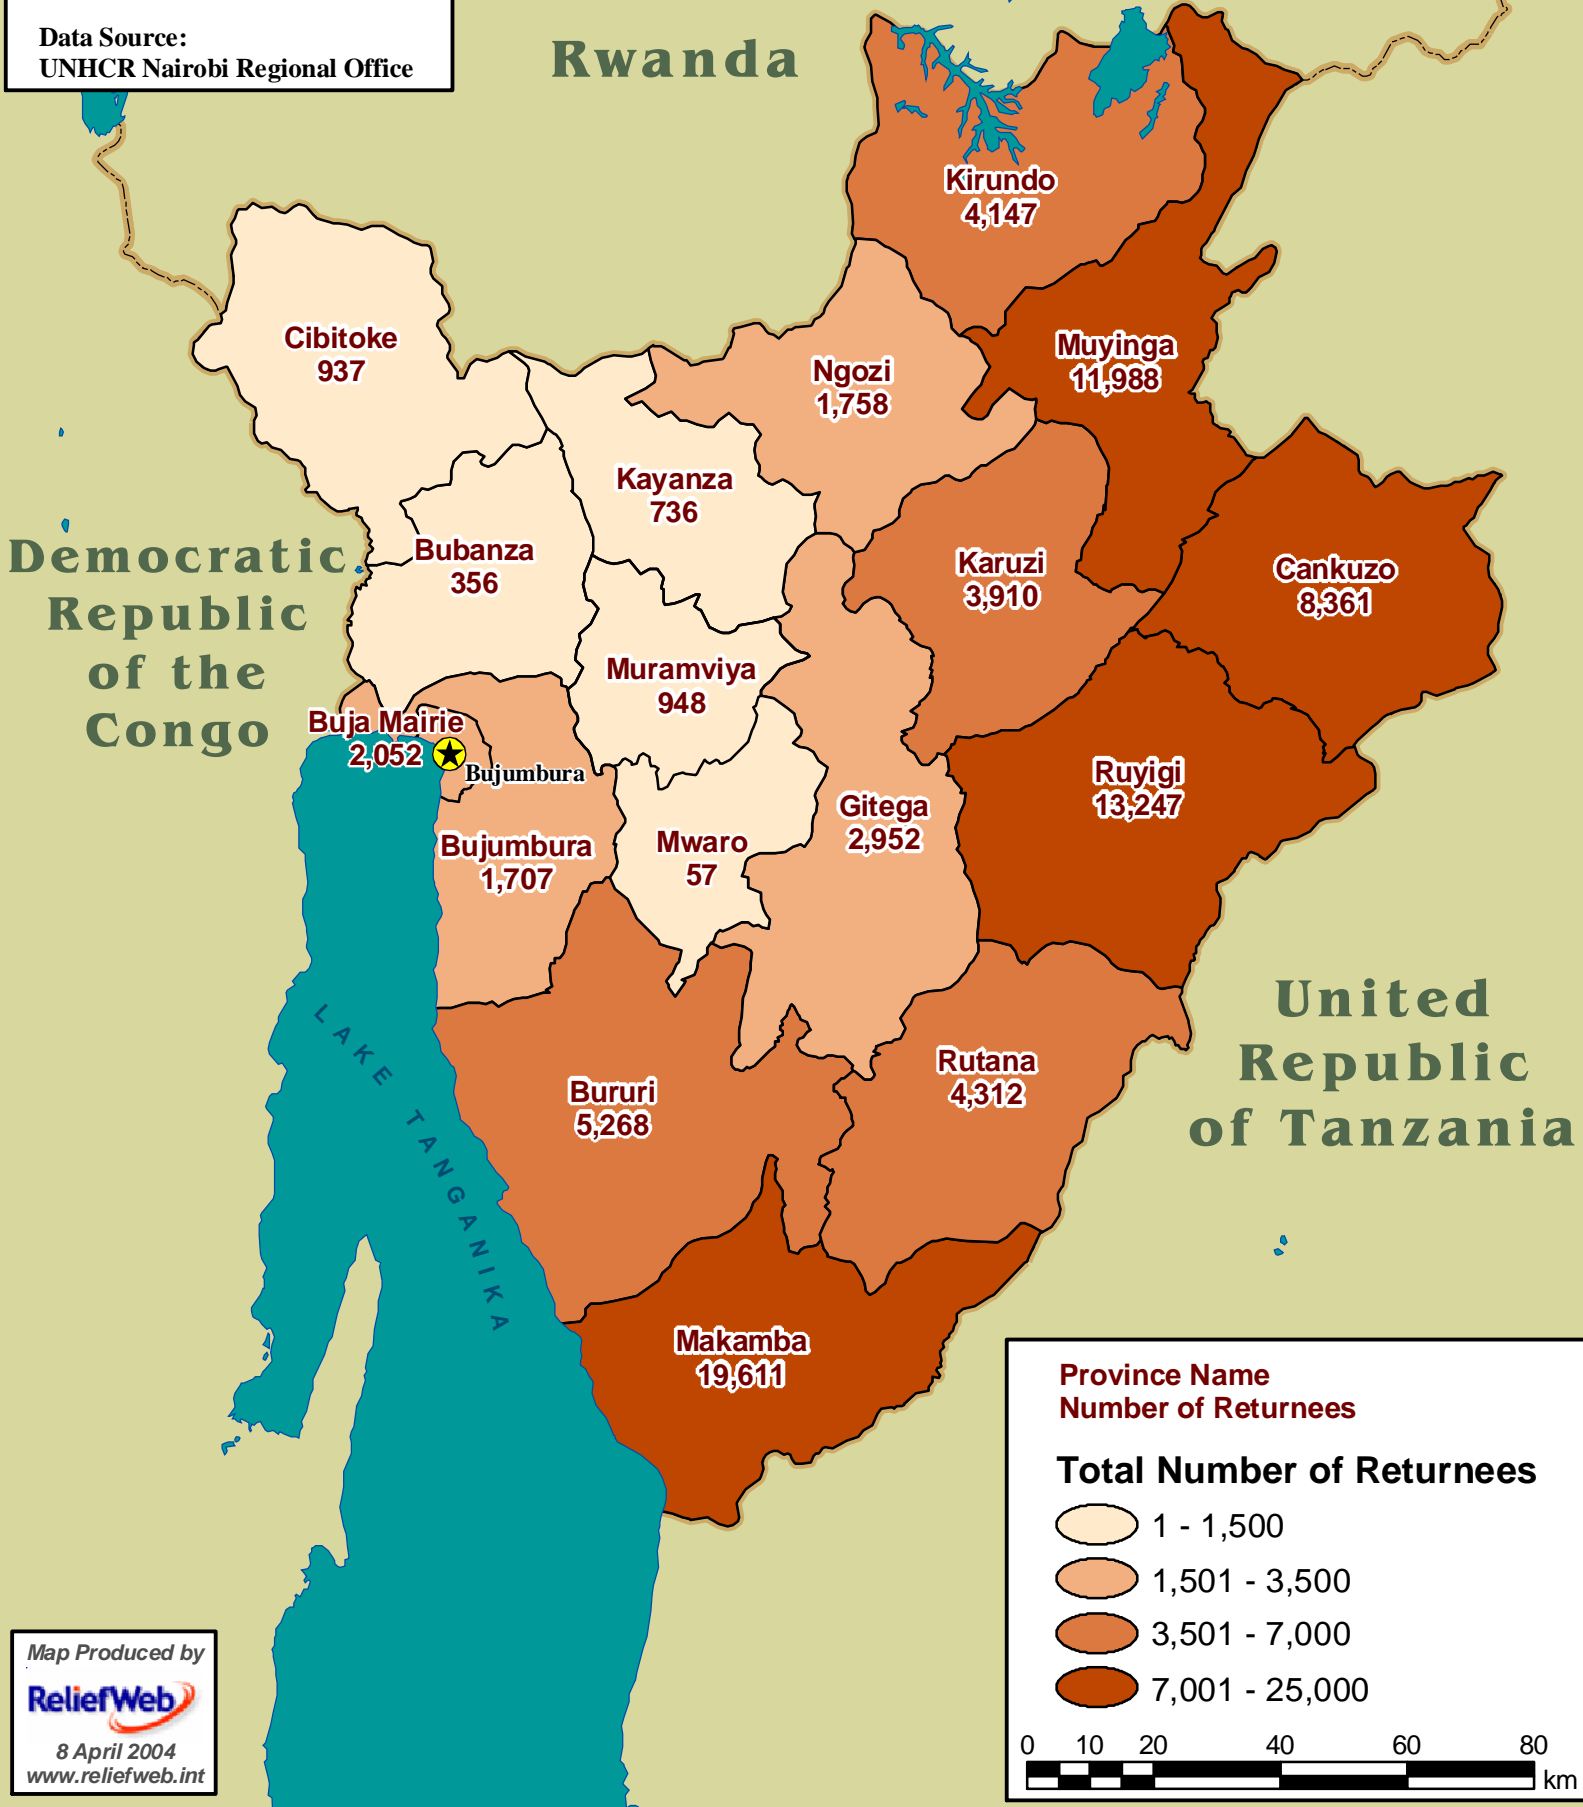 Data Source:
UNHCR Nairobi Regional Office
Rwanda
Kirundo
4,147
Cibitoke
937
Ngozi
1,758
Muyinga
11,988
Kayanza
736
Democratic
Republic
of the
Congo
Bubanza
356
Karuzi
3,910
Cankuzo
8,361
Muramviya
948
Buja Mairie
2,052
Bujumbura
Ruyigi
13,247
Gitega
2,952
Bujumbura
1,707
Mwaro
57
LAKE TANGANIKA
United
Republic
of Tanzania
Rutana
4,312
Bururi
5,268
Makamba
19,611
Province Name
Number of Returnees
Total Number of Returnees
1 - 1,500
1,501 - 3,500
3,501 - 7,000
7,001 - 25,000
0 10 20 40 60 80
km
Map Produced by
ReliefWeb
8 April 2004
www.reliefweb.int